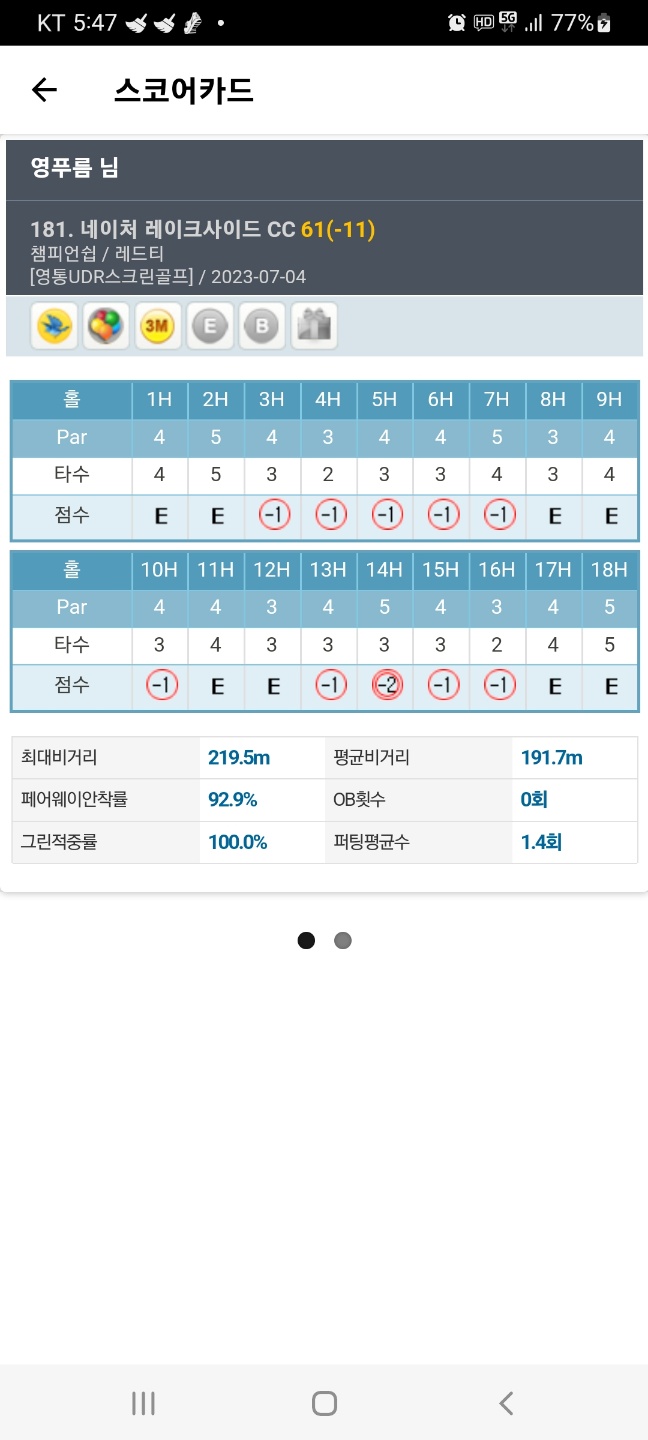 KT 5:47 HD 5G 77%
스코어카드
영푸름 님
181. 네이처 레이크사이드 CC 61(-11)
챔피언쉽 / 레드티
[영통UDR스크린골프] / 2023-07-04
3M E B
홀 1H 2H 3H 4H 5H 6H 7H 8H 9H
Par 4 5 4 3 4 4 5 3 4
타수 4 5 3 2 3 3 4 3 4
점수 E E -1 -1 -1 -1 -1 E E
홀 10H 11H 12H 13H 14H 15H 16H 17H 18H
Par 4 4 3 4 5 4 3 4 5
타수 3 4 3 3 3 3 2 4 5
점수 -1 E E -1 -2 -1 -1 E E
최대비거리 219.5m 평균비거리 191.7m
페어웨이안착률 92.9% OB횟수 0회
그린적중률 100.0% 퍼팅평균수 1.4회